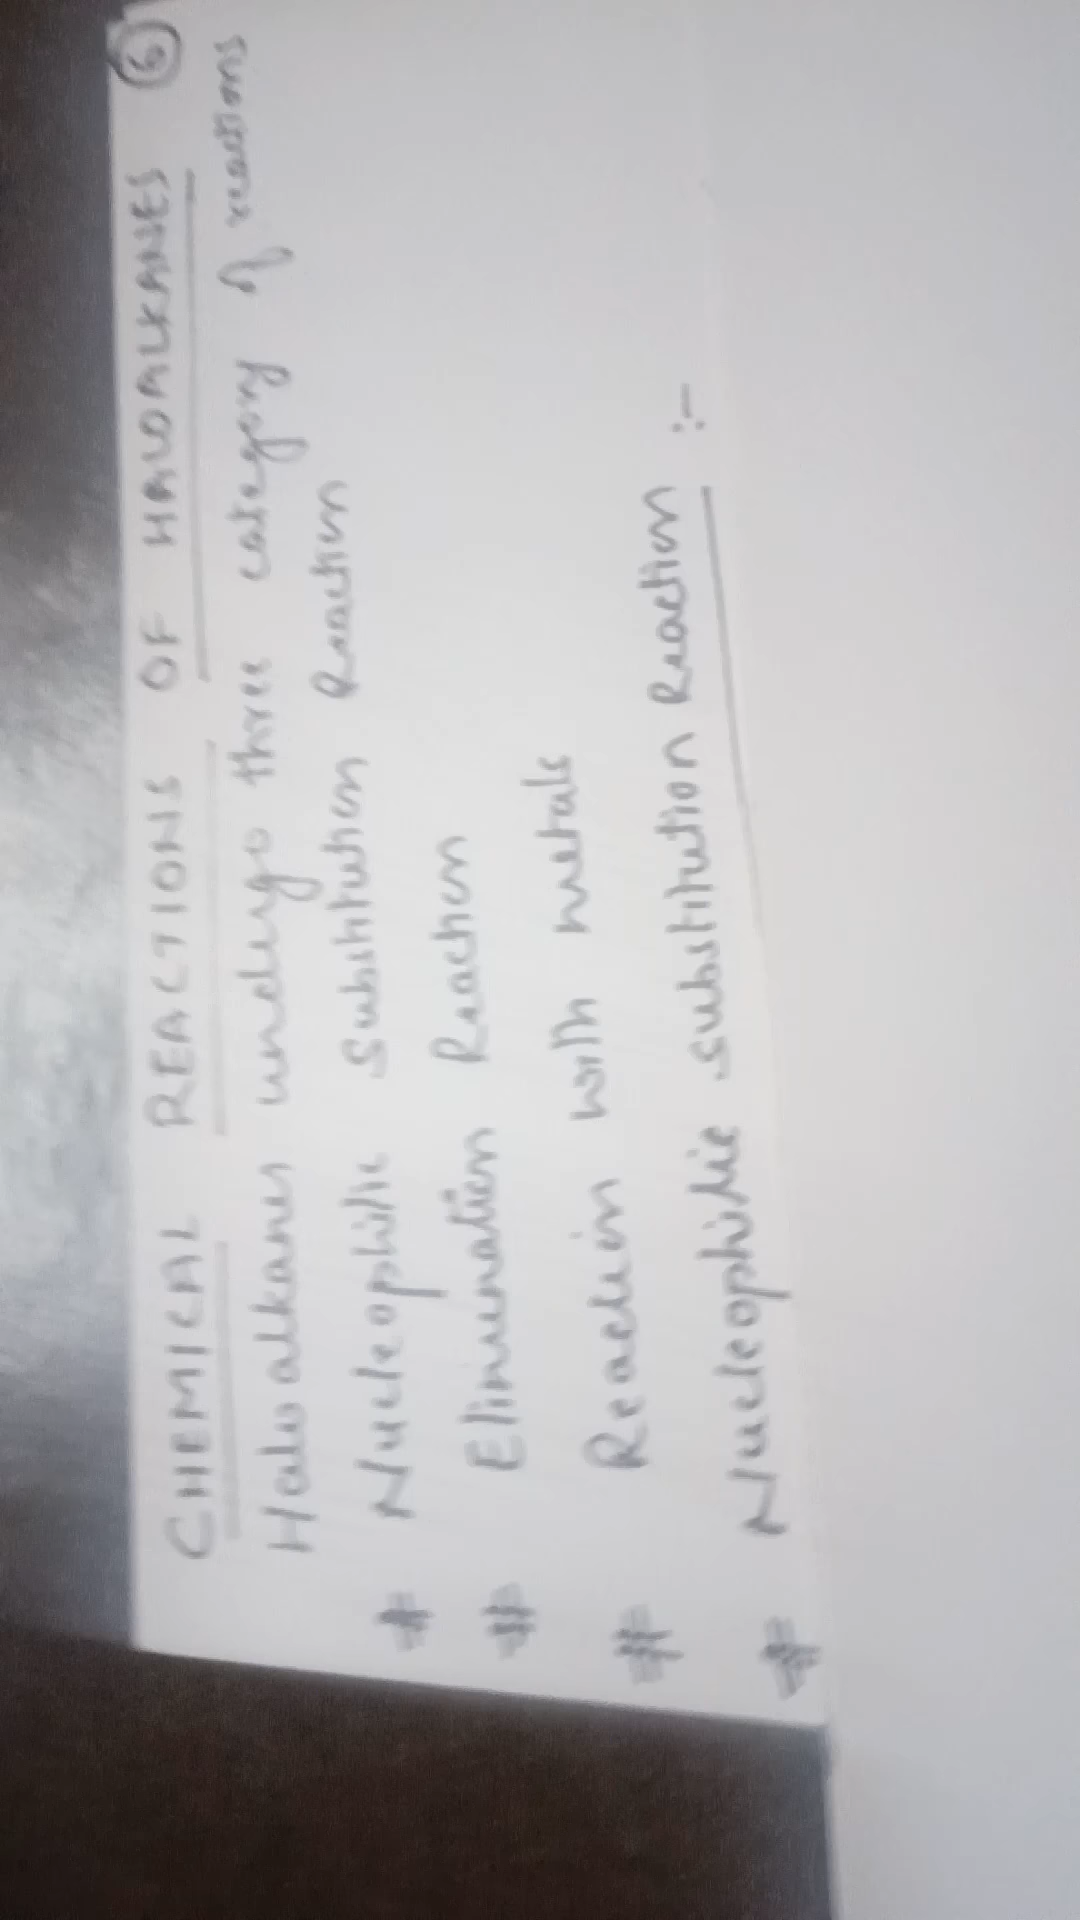 CHEMICAL REACTIONS OF HALOALKANES 6
Haloalkanes undergo three category of reactions
# Nucleophilic Substitution Reaction
# Elimination Reaction
# Reaction with metals
# Nucleophilic substitution Reaction :-